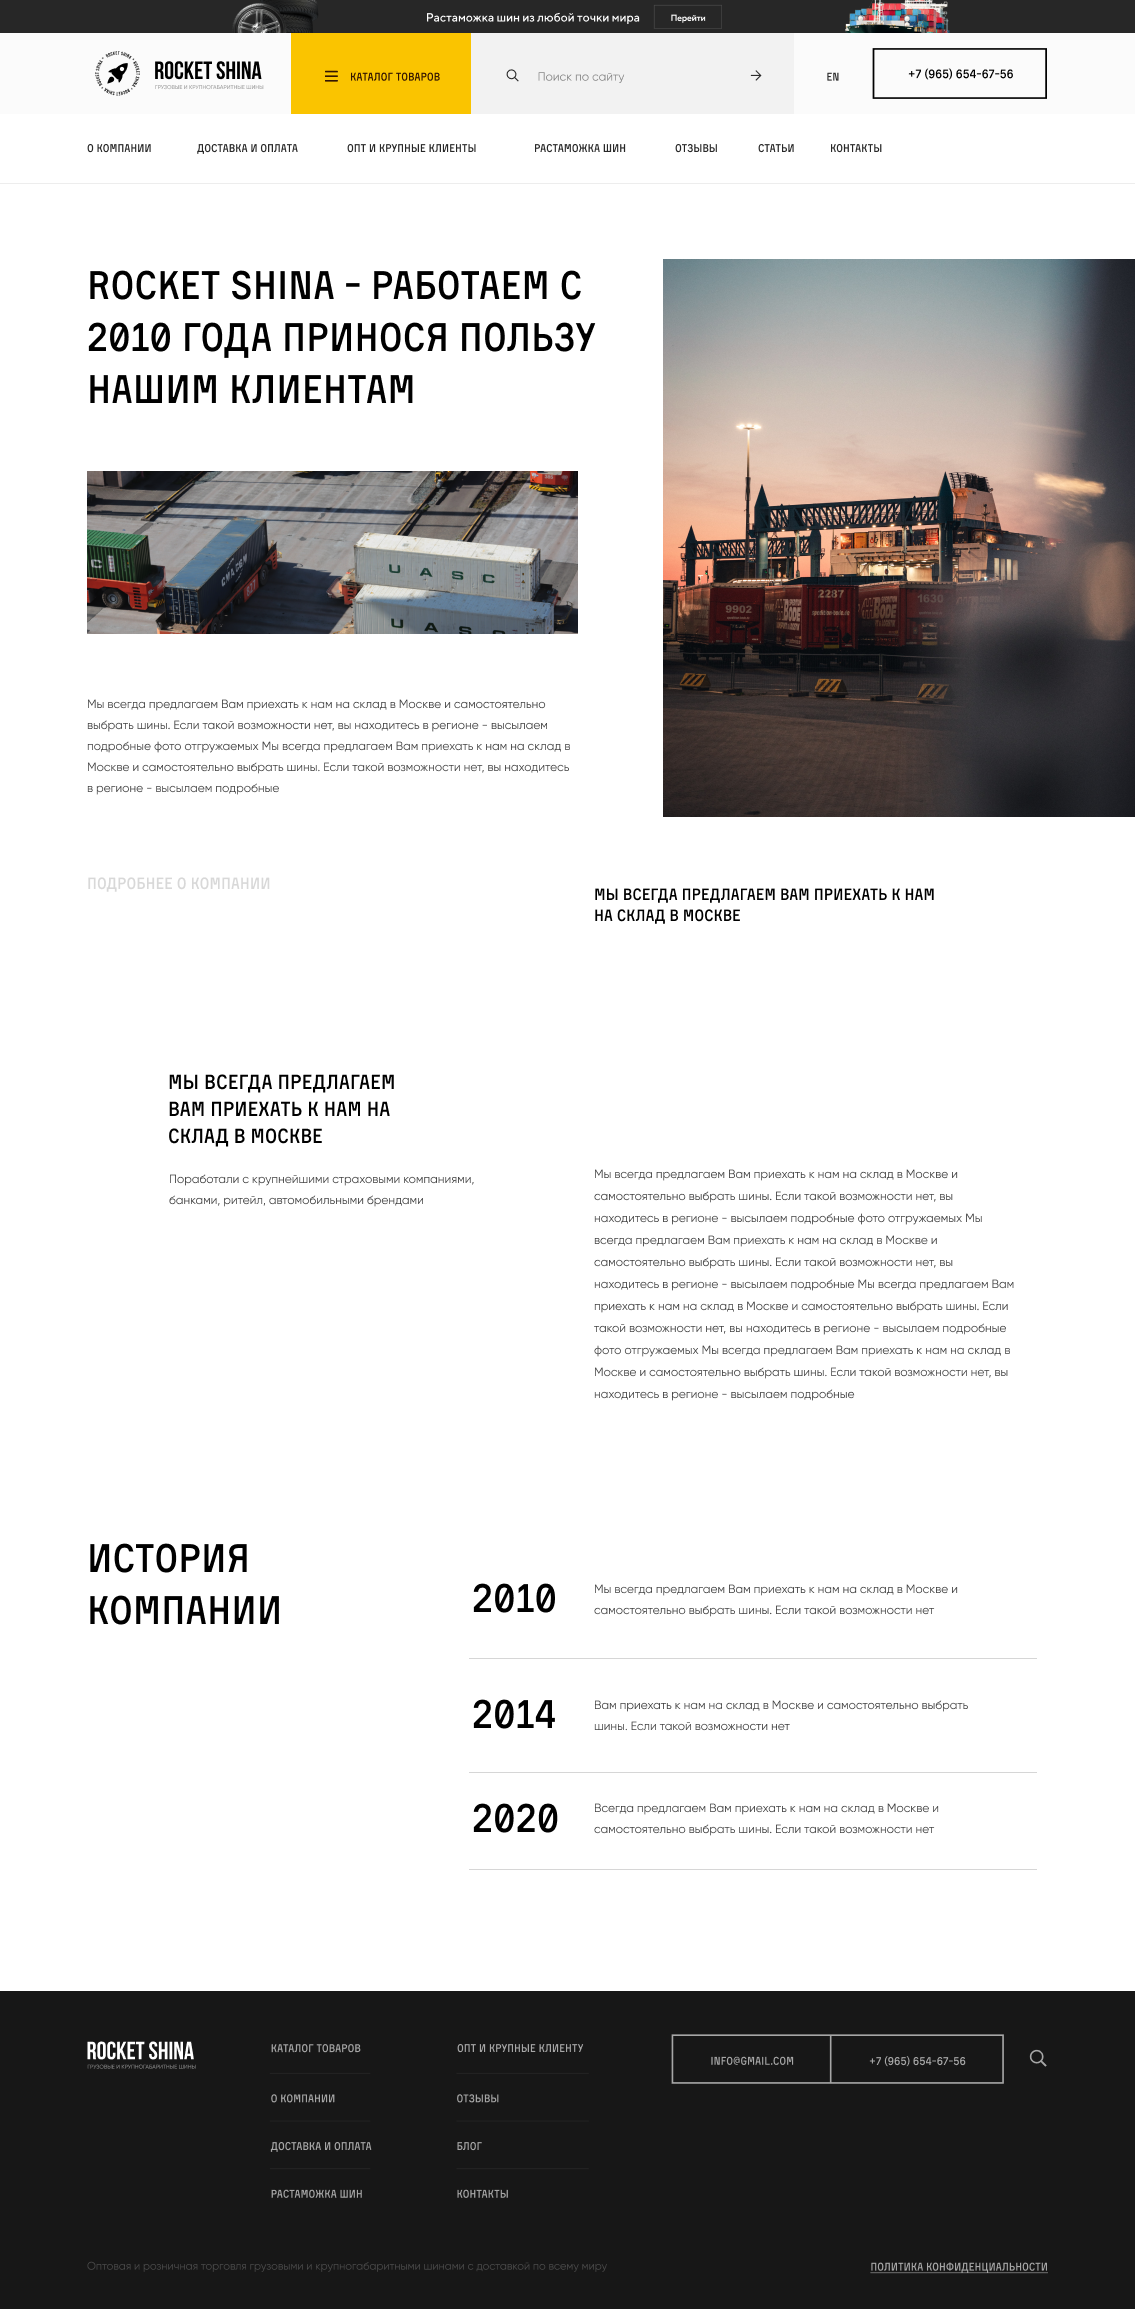 Растаможка шин из любой точки мира
Перейти
ROCKET SHINA
ГРУЗОВЫЕ И КРУПНОГАБАРИТНЫЕ ШИНЫ
КАТАЛОГ ТОВАРОВ
Поиск по сайту
EN
+7 (965) 654-67-56
О КОМПАНИИ
ДОСТАВКА И ОПЛАТА
ОПТ И КРУПНЫЕ КЛИЕНТЫ
РАСТАМОЖКА ШИН
ОТЗЫВЫ
СТАТЬИ
КОНТАКТЫ
ROCKET SHINA - РАБОТАЕМ С
2010 ГОДА ПРИНОСЯ ПОЛЬЗУ
НАШИМ КЛИЕНТАМ
UASC
UASC
9902
2287
1630
BODE
BODE
Мы всегда предлагаем Вам приехать к нам на склад в Москве и самостоятельно
выбрать шины. Если такой возможности нет, вы находитесь в регионе - высылаем
подробные фото отгружаемых Мы всегда предлагаем Вам приехать к нам на склад в
Москве и самостоятельно выбрать шины. Если такой возможности нет, вы находитесь
в регионе - высылаем подробные
ПОДРОБНЕЕ О КОМПАНИИ
МЫ ВСЕГДА ПРЕДЛАГАЕМ ВАМ ПРИЕХАТЬ К НАМ
НА СКЛАД В МОСКВЕ
МЫ ВСЕГДА ПРЕДЛАГАЕМ
ВАМ ПРИЕХАТЬ К НАМ НА
СКЛАД В МОСКВЕ
Поработали с крупнейшими страховыми компаниями,
банками, ритейл, автомобильными брендами
Мы всегда предлагаем Вам приехать к нам на склад в Москве и
самостоятельно выбрать шины. Если такой возможности нет, вы
находитесь в регионе - высылаем подробные фото отгружаемых Мы
всегда предлагаем Вам приехать к нам на склад в Москве и
самостоятельно выбрать шины. Если такой возможности нет, вы
находитесь в регионе - высылаем подробные Мы всегда предлагаем Вам
приехать к нам на склад в Москве и самостоятельно выбрать шины. Если
такой возможности нет, вы находитесь в регионе - высылаем подробные
фото отгружаемых Мы всегда предлагаем Вам приехать к нам на склад в
Москве и самостоятельно выбрать шины. Если такой возможности нет, вы
находитесь в регионе - высылаем подробные
ИСТОРИЯ
КОМПАНИИ
2010
Мы всегда предлагаем Вам приехать к нам на склад в Москве и
самостоятельно выбрать шины. Если такой возможности нет
2014
Вам приехать к нам на склад в Москве и самостоятельно выбрать
шины. Если такой возможности нет
2020
Всегда предлагаем Вам приехать к нам на склад в Москве и
самостоятельно выбрать шины. Если такой возможности нет
ROCKET SHINA
ГРУЗОВЫЕ И КРУПНОГАБАРИТНЫЕ ШИНЫ
КАТАЛОГ ТОВАРОВ
О КОМПАНИИ
ДОСТАВКА И ОПЛАТА
РАСТАМОЖКА ШИН
ОПТ И КРУПНЫЕ КЛИЕНТУ
ОТЗЫВЫ
БЛОГ
КОНТАКТЫ
INFO@GMAIL.COM
+7 (965) 654-67-56
Оптовая и розничная торговля грузовыми и крупногабаритными шинами с доставкой по всему миру
ПОЛИТИКА КОНФИДЕНЦИАЛЬНОСТИ